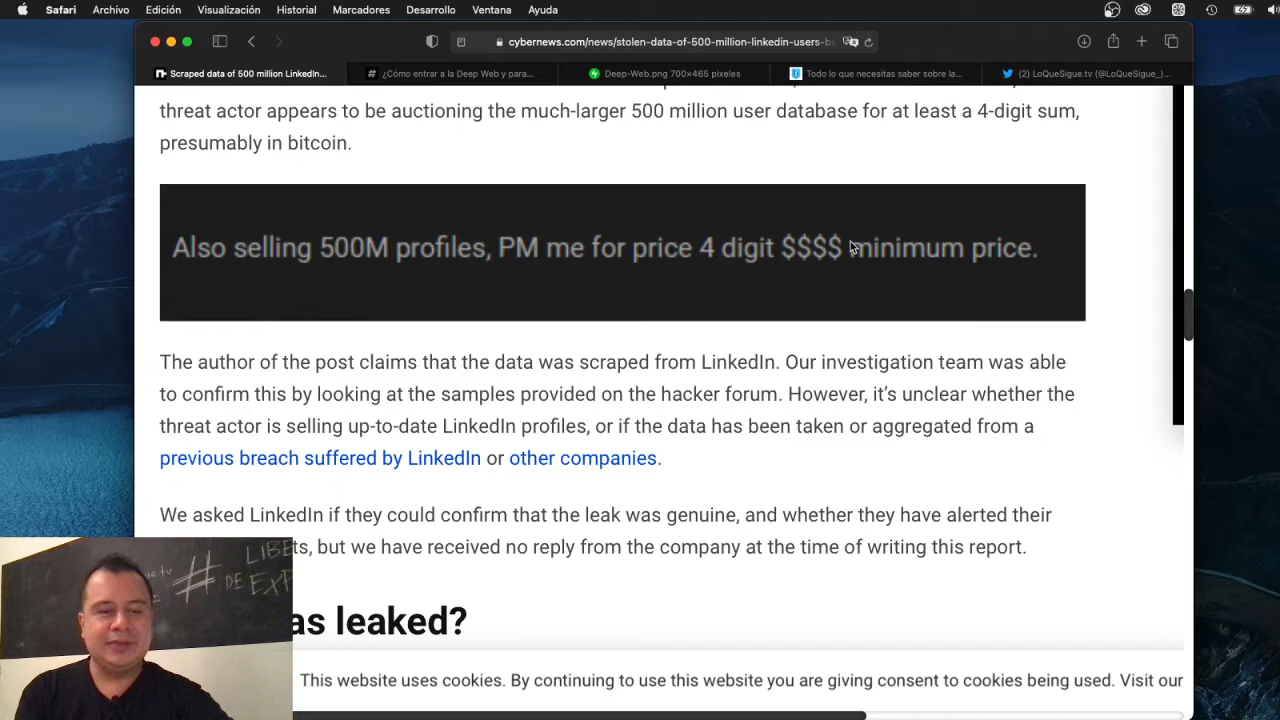 Safari Archivo Edición Visualización Historial Marcadores Desarrollo Ventana Ayuda
cybernews.com/news/stolen-data-of-500-million-linkedin-users-be
Scraped data of 500 million LinkedIn...
# ¿Cómo entrar a la Deep Web y para...
Deep-Web.png 700×465 pixeles
Todo lo que necesitas saber sobre la...
(2) LoQueSigue.tv (@LoQueSigue_)...
threat actor appears to be auctioning the much-larger 500 million user database for at least a 4-digit sum,
presumably in bitcoin.
Also selling 500M profiles, PM me for price 4 digit $$$$ minimum price.
The author of the post claims that the data was scraped from LinkedIn. Our investigation team was able
to confirm this by looking at the samples provided on the hacker forum. However, it’s unclear whether the
threat actor is selling up-to-date LinkedIn profiles, or if the data has been taken or aggregated from a
previous breach suffered by LinkedIn or other companies.
We asked LinkedIn if they could confirm that the leak was genuine, and whether they have alerted their
ts, but we have received no reply from the company at the time of writing this report.
as leaked?
This website uses cookies. By continuing to use this website you are giving consent to cookies being used. Visit our
# LIBE
DE EXP